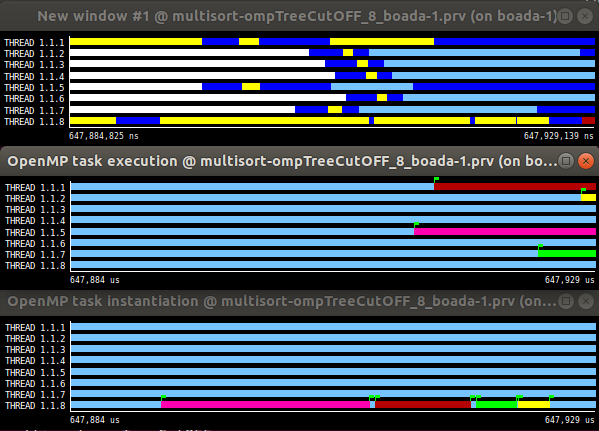 New window #1 @ multisort-ompTreeCutOFF_8_boada-1.prv (on boada-1)
THREAD 1.1.1
THREAD 1.1.2
THREAD 1.1.3
THREAD 1.1.4
THREAD 1.1.5
THREAD 1.1.6
THREAD 1.1.7
THREAD 1.1.8
647,884,825 ns 647,929,139 ns
OpenMP task execution @ multisort-ompTreeCutOFF_8_boada-1.prv (on bo...
THREAD 1.1.1
THREAD 1.1.2
THREAD 1.1.3
THREAD 1.1.4
THREAD 1.1.5
THREAD 1.1.6
THREAD 1.1.7
THREAD 1.1.8
647,884 us 647,929 us
OpenMP task instantiation @ multisort-ompTreeCutOFF_8_boada-1.prv (on...
THREAD 1.1.1
THREAD 1.1.2
THREAD 1.1.3
THREAD 1.1.4
THREAD 1.1.5
THREAD 1.1.6
THREAD 1.1.7
THREAD 1.1.8
647,884 us 647,929 us